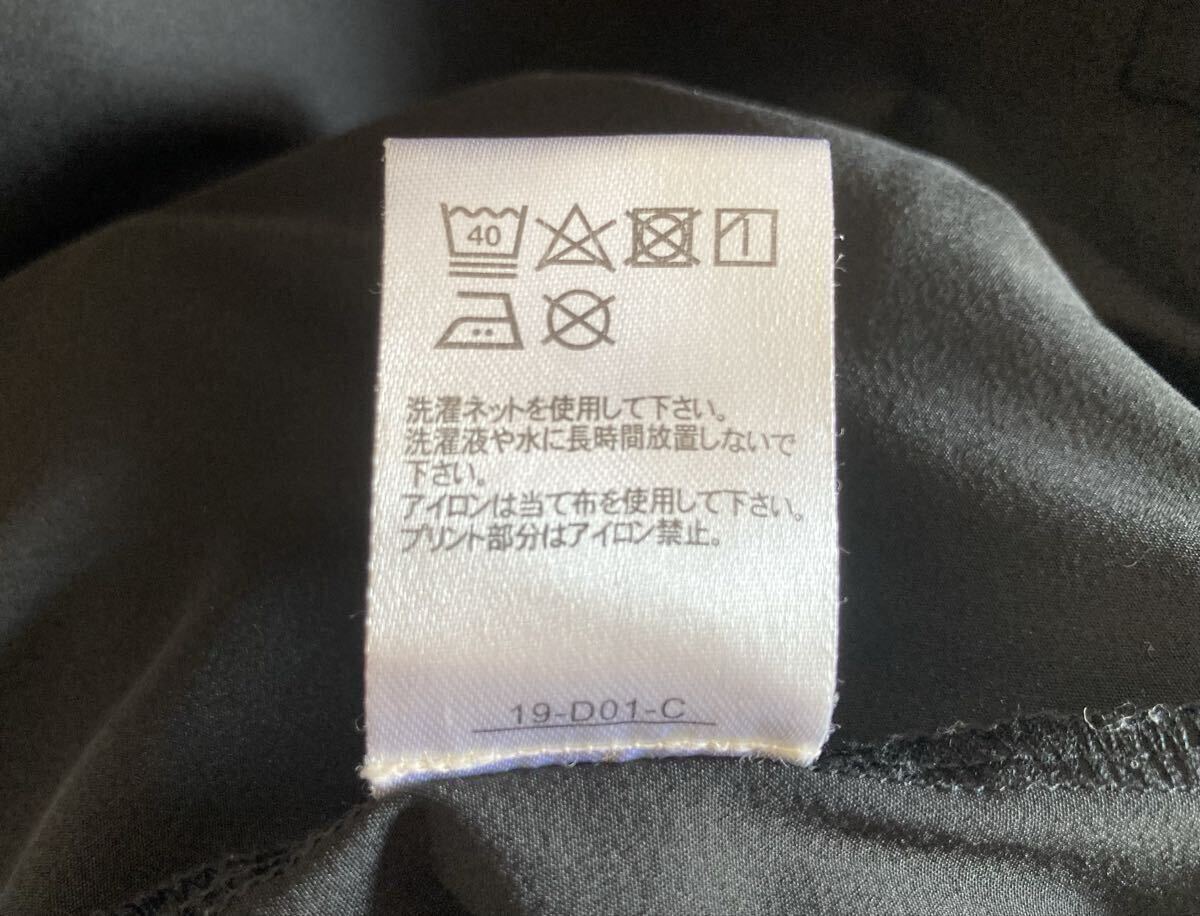 40
洗濯ネットを使用して下さい。
洗濯液や水に長時間放置しないで
下さい。
アイロンは当て布を使用して下さい。
プリント部分はアイロン禁止。
19-D01-C